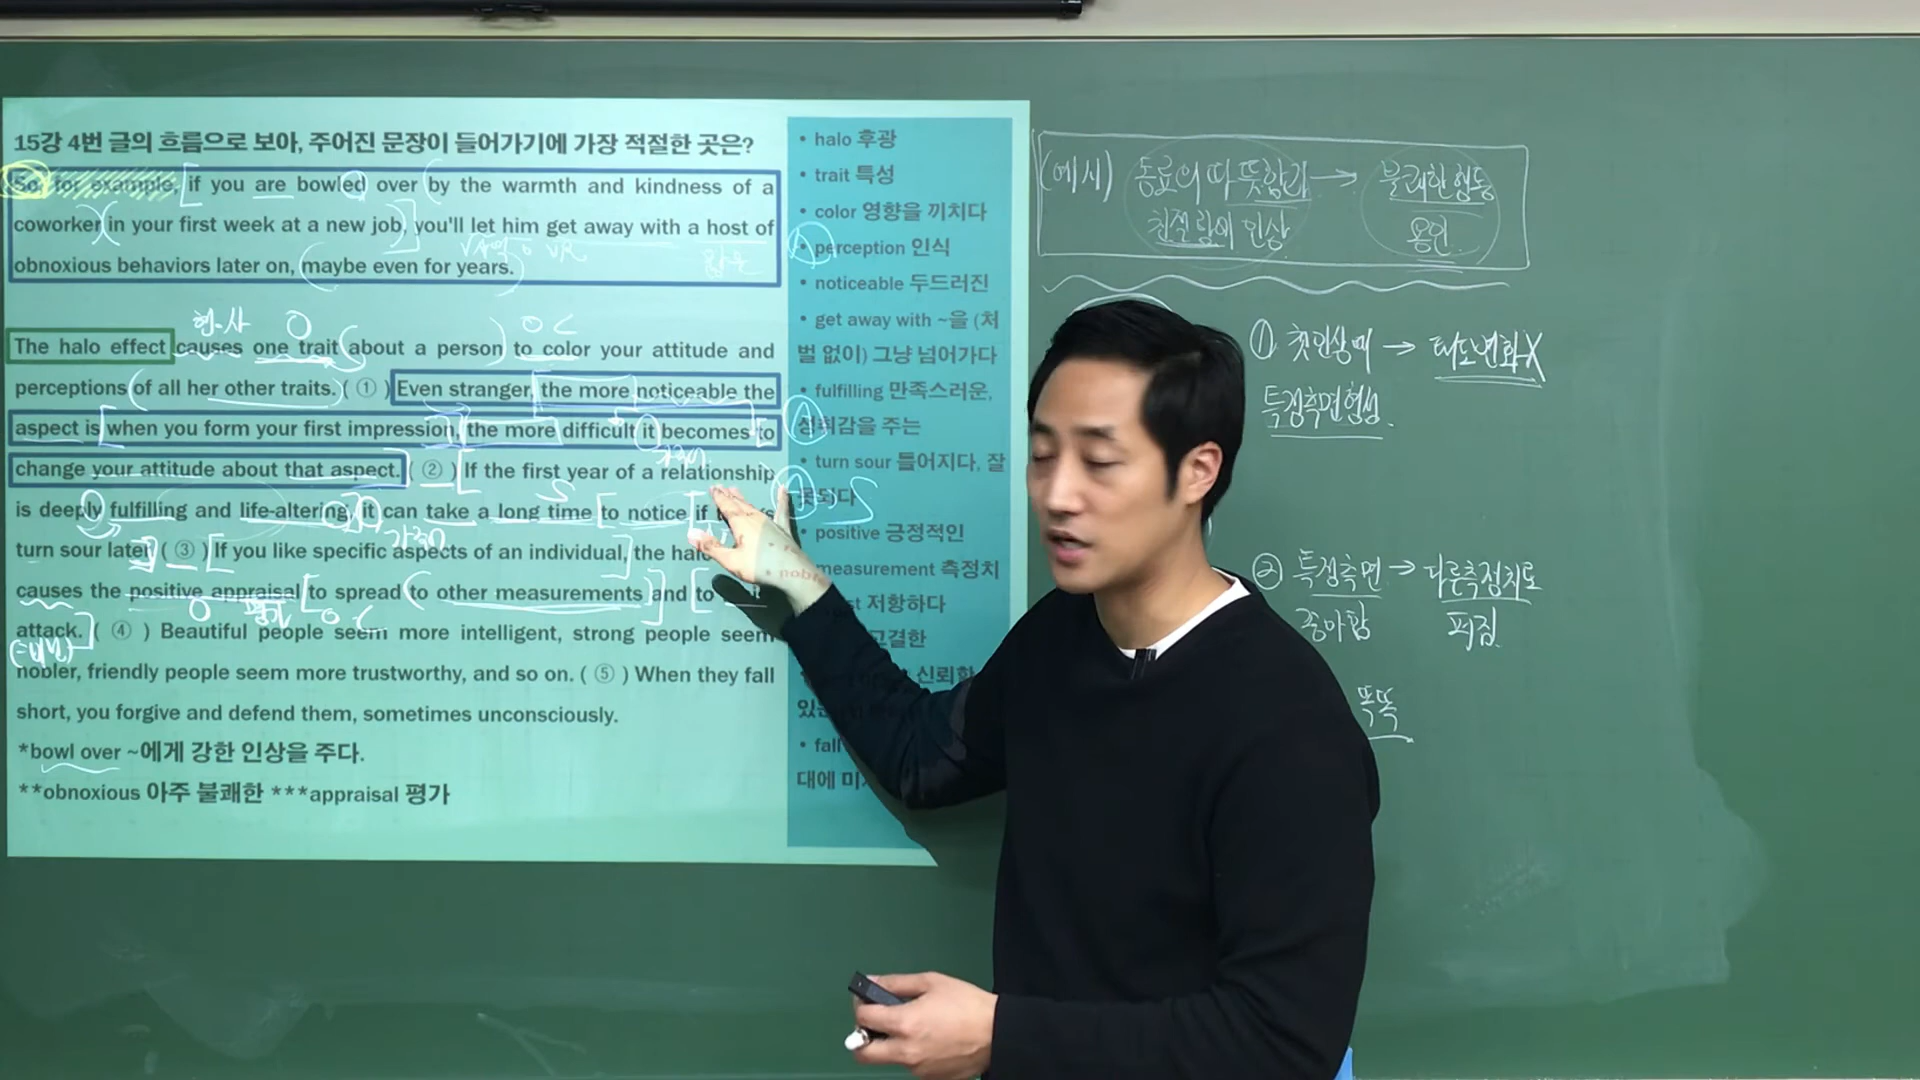 15강 4번 글의 흐름으로 보아, 주어진 문장이 들어가기에 가장 적절한 곳은?
So, for example, if you are bowled over by the warmth and kindness of a
coworker in your first week at a new job, you'll let him get away with a host of
obnoxious behaviors later on, maybe even for years.
The halo effect causes one trait about a person to color your attitude and
perceptions of all her other traits. ( ① ) Even stranger, the more noticeable the
aspect is when you form your first impression, the more difficult it becomes to
change your attitude about that aspect. ( ② ) If the first year of a relationship
is deeply fulfilling and life-altering, it can take a long time to notice if
turn sour later. ( ③ ) If you like specific aspects of an individual, the halo
causes the positive appraisal to spread to other measurements and to
attack. ( ④ ) Beautiful people seem more intelligent, strong people seem
nobler, friendly people seem more trustworthy, and so on. ( ⑤ ) When they fall
short, you forgive and defend them, sometimes unconsciously.
*bowl over ~에게 강한 인상을 주다.
**obnoxious 아주 불쾌한 ***appraisal 평가
• halo 후광
• trait 특성
• color 영향을 끼치다
• perception 인식
• noticeable 두드러진
• get away with ~을 (처
벌 없이) 그냥 넘어가다
• fulfilling 만족스러운,
성취감을 주는
• turn sour 틀어지다, 잘
못되다
• positive 긍정적인
measurement 측정치
저항하다
고결한
신뢰할
• fall
대에 미치
(예시) 동료의 따뜻함과 → 불쾌한 행동
친절함에 인상 용인.
① 첫인상 때 → 태도변화X
특정측면 형성.
② 특정측면 → 다른측정치로
좋아함 퍼짐.
똑똑